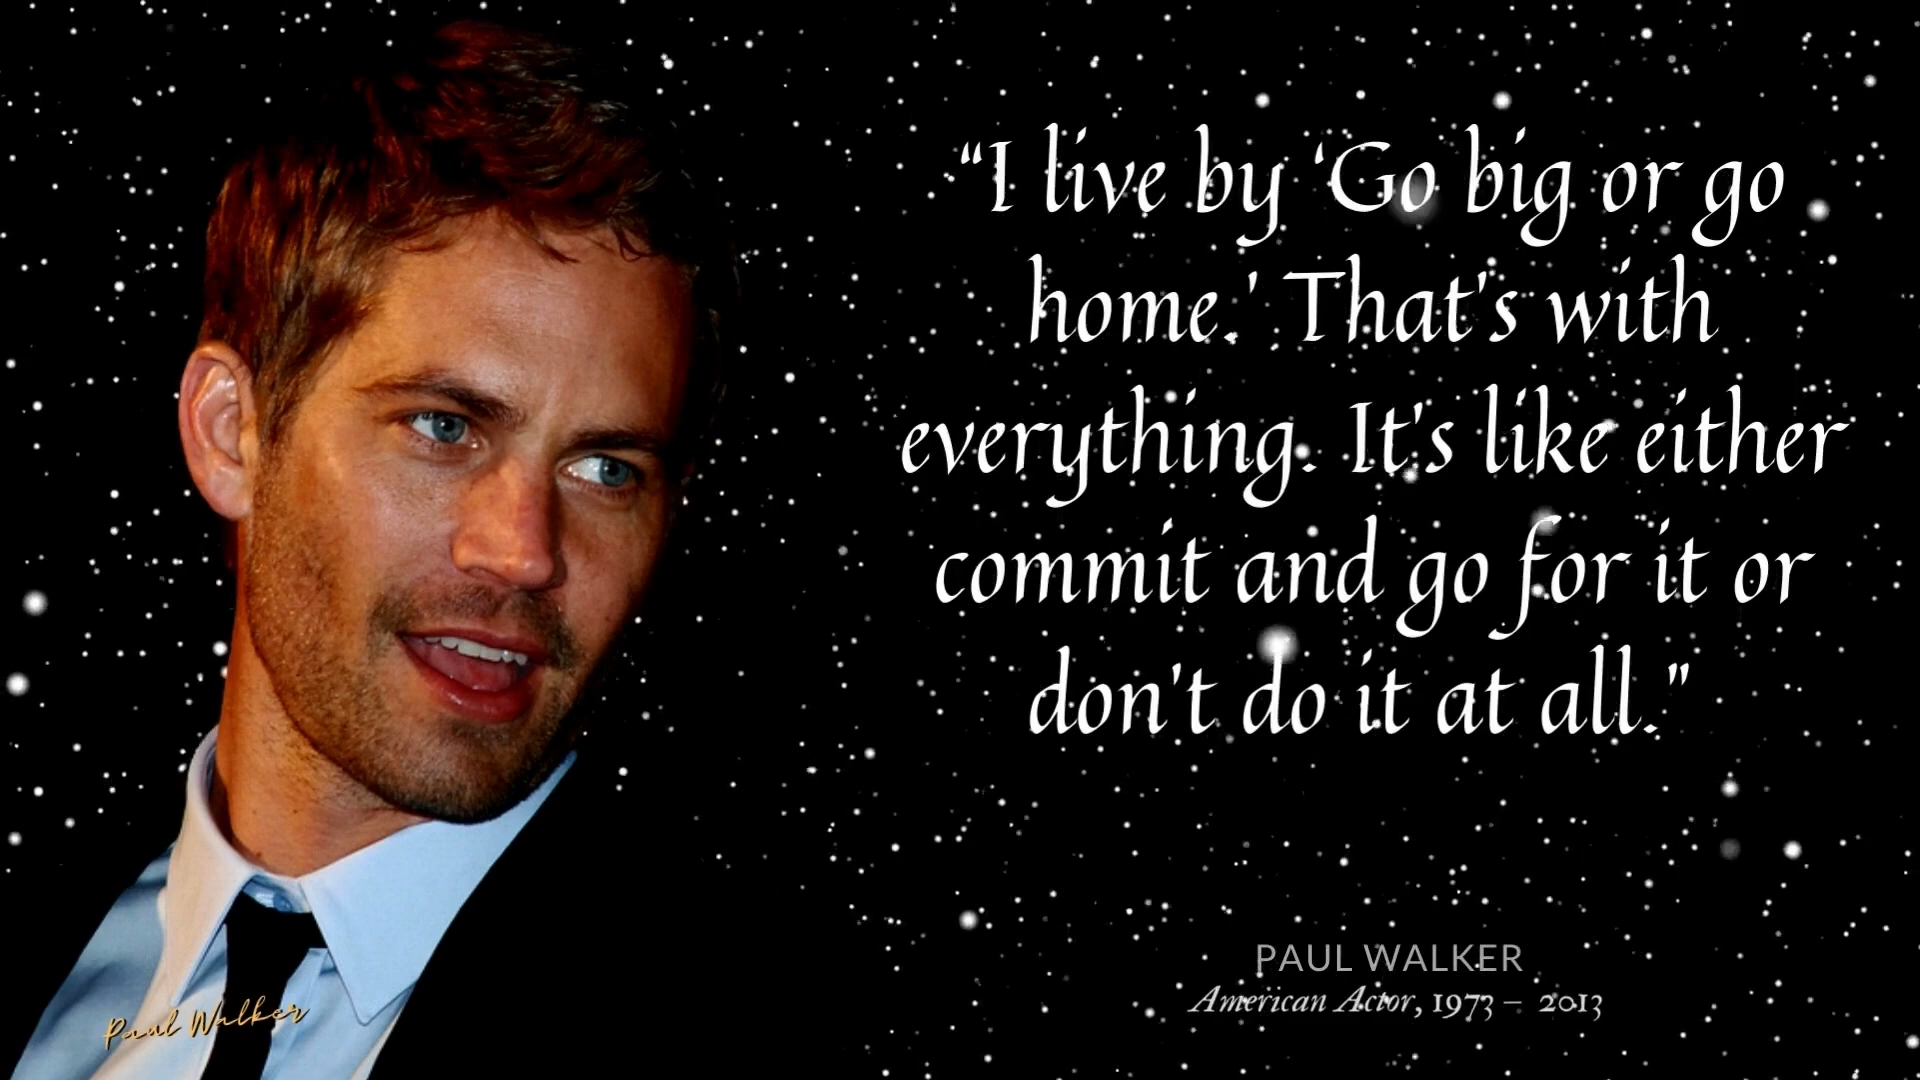 “I live by ‘Go big or go
home.' That's with
everything. It's like either
commit and go for it or
don't do it at all."
PAUL WALKER
American Actor, 1973 – 2013
Paul Walker